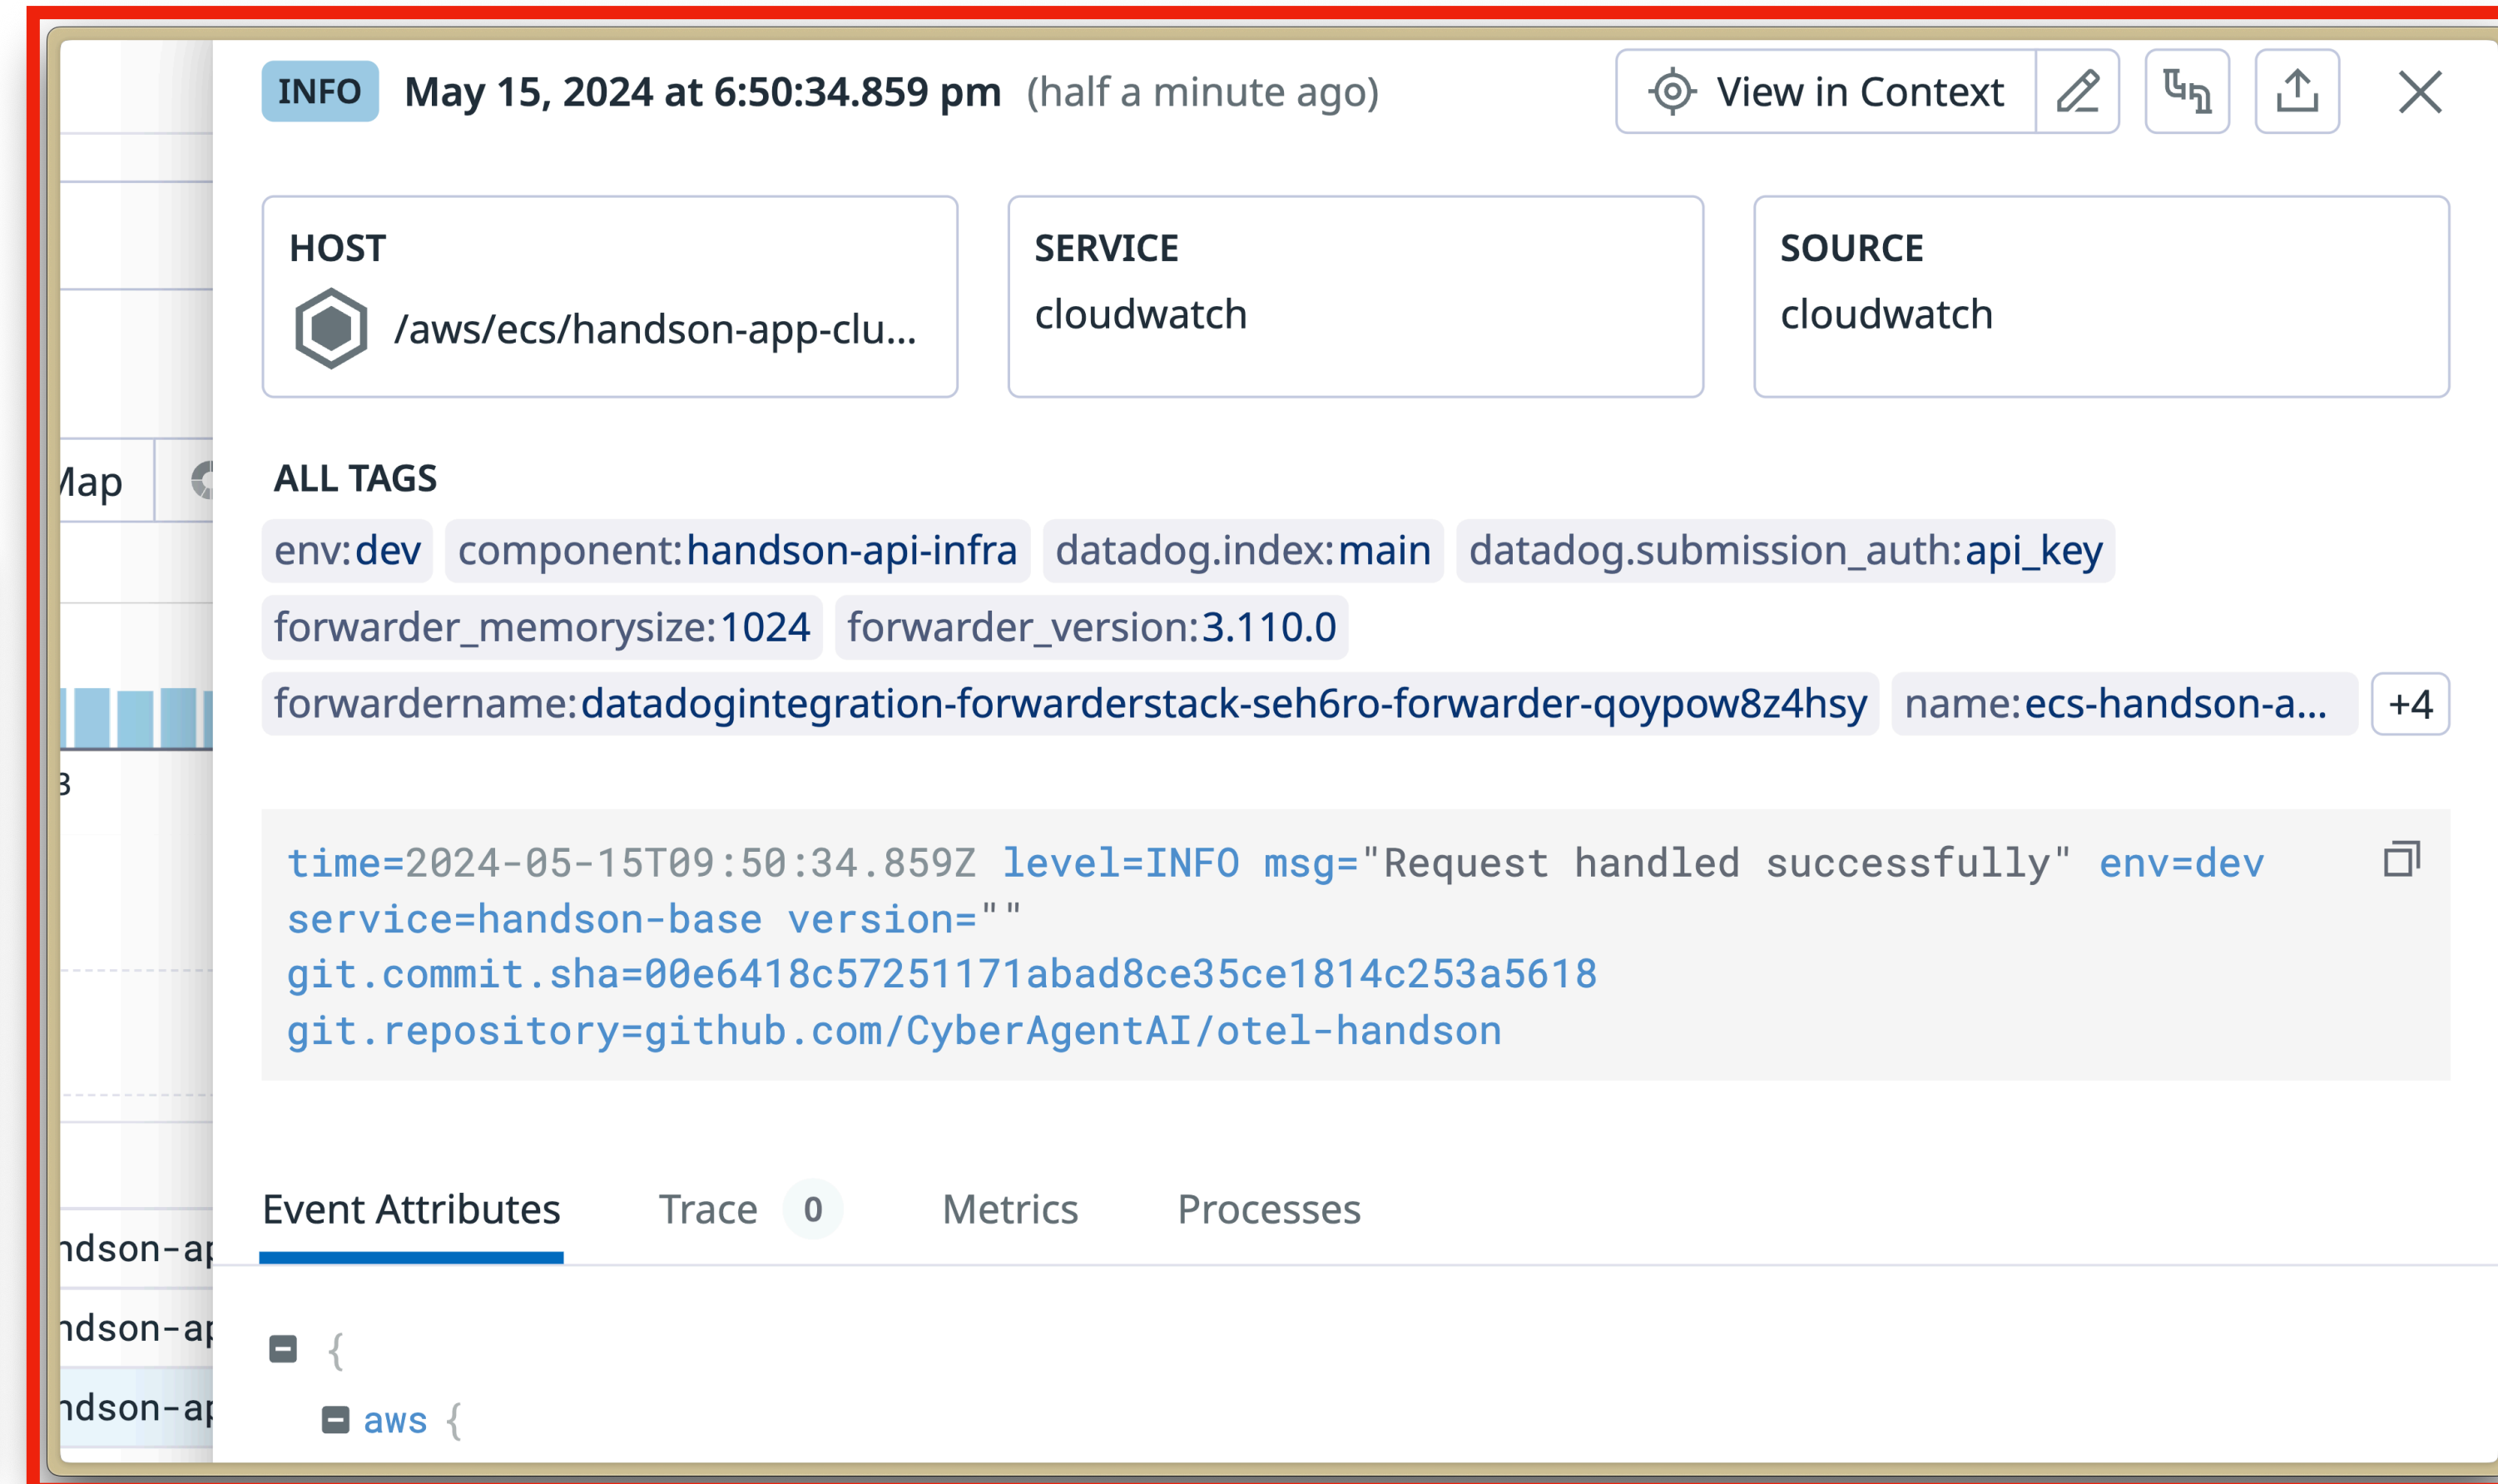 INFO May 15, 2024 at 6:50:34.859 pm (half a minute ago) View in Context
HOST
/aws/ecs/handson-app-clu...
SERVICE
cloudwatch
SOURCE
cloudwatch
Map
ALL TAGS
env:dev component:handson-api-infra datadog.index:main datadog.submission_auth:api_key
forwarder_memorysize:1024 forwarder_version:3.110.0
forwardername:datadogintegration-forwarderstack-seh6ro-forwarder-qoypow8z4hsy name:ecs-handson-a... +4
3
time=2024-05-15T09:50:34.859Z level=INFO msg="Request handled successfully" env=dev
service=handson-base version=""
git.commit.sha=00e6418c57251171abad8ce35ce1814c253a5618
git.repository=github.com/CyberAgentAI/otel-handson
Event Attributes Trace 0 Metrics Processes
ndson-ap
ndson-ap
ndson-ap
{
aws {